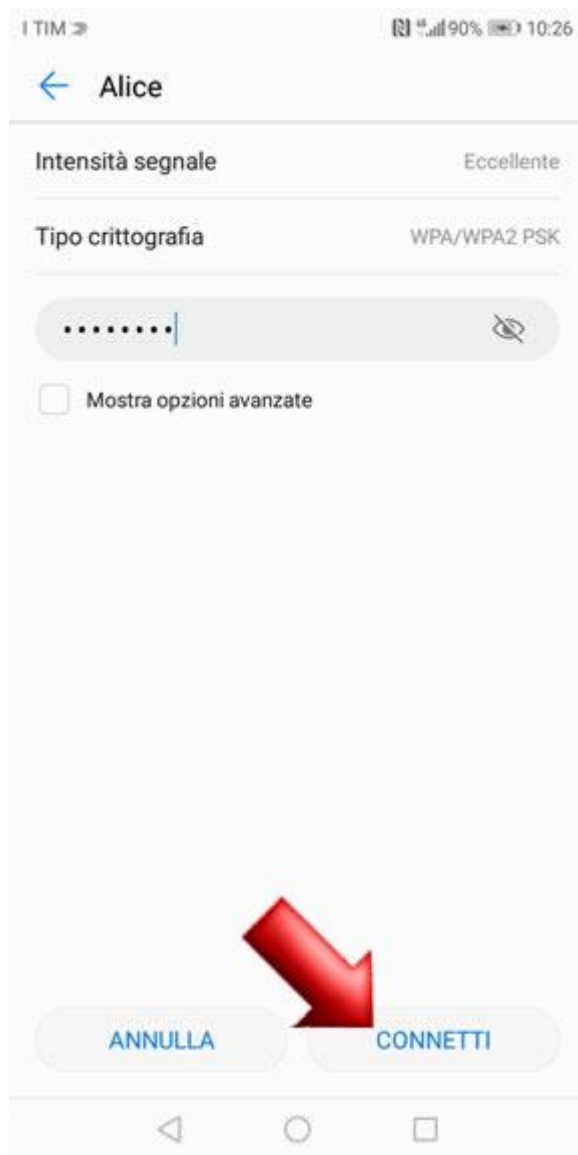 I TIM
90% 10:26
Alice
Intensità segnale Eccellente
Tipo crittografia WPA/WPA2 PSK
••••••••
Mostra opzioni avanzate
ANNULLA CONNETTI